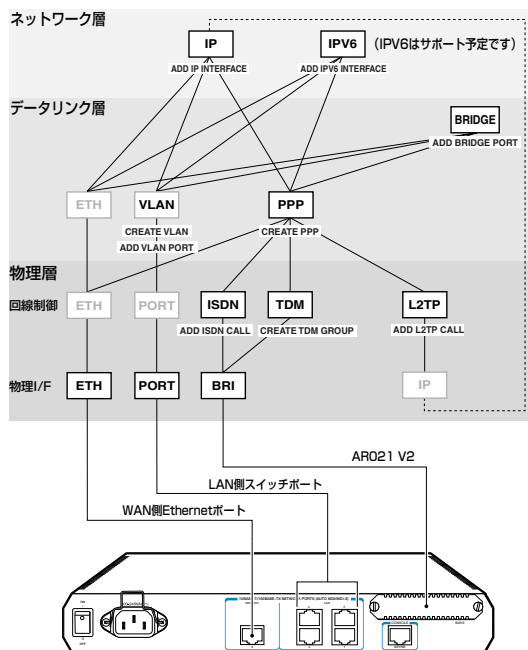 ネットワーク層
IP
IPV6
(IPV6はサポート予定です)
ADD IP INTERFACE
ADD IPV6 INTERFACE
データリンク層
BRIDGE
ADD BRIDGE PORT
ETH
VLAN
PPP
CREATE VLAN
CREATE PPP
ADD VLAN PORT
物理層
回線制御
ETH
PORT
ISDN
TDM
L2TP
ADD ISDN CALL
CREATE TDM GROUP
ADD L2TP CALL
物理I/F
ETH
PORT
BRI
IP
AR021 V2
LAN側スイッチポート
WAN側Ethernetポート
CONSOLE